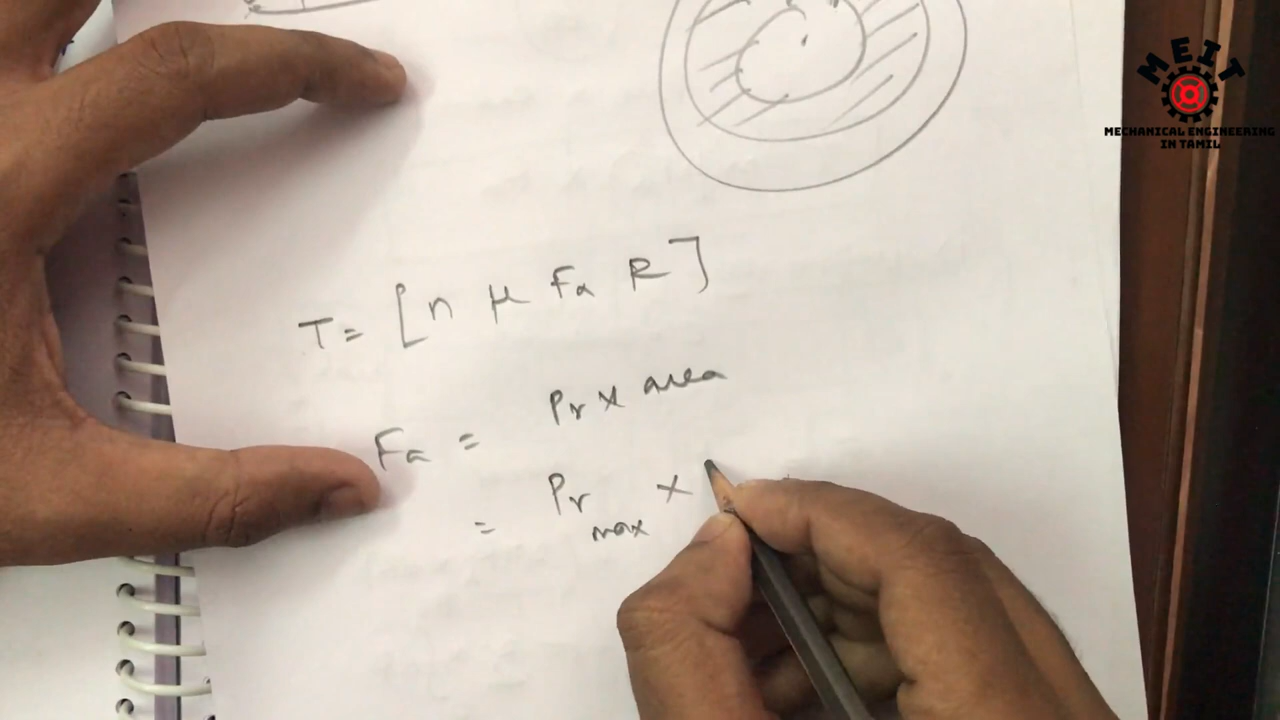 MEIT
MECHANICAL ENGINEERING
IN TAMIL
T = [n μ Fa R]
Fa = Pr x area
= Pr max x